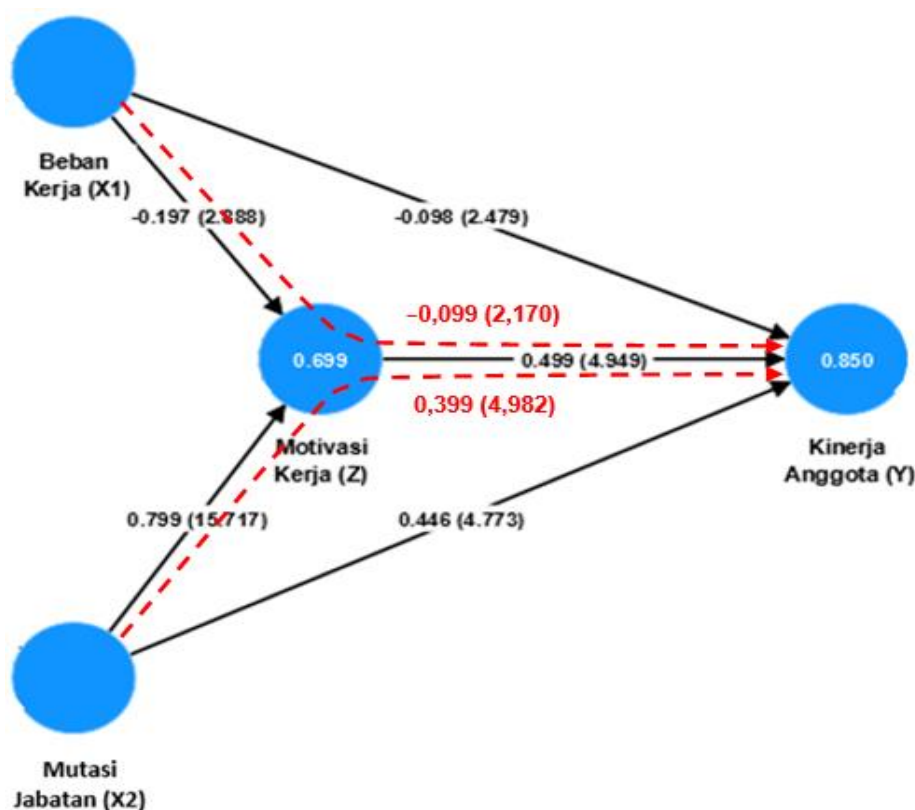 Beban
Kerja (X1)
-0.197 (2.388)
-0.098 (2.479)
-0,099 (2,170)
0.699
0.499 (4.949)
0.850
0,399 (4,982)
Motivasi
Kerja (Z)
Kinerja
Anggota (Y)
0.799 (15.717)
0.446 (4.773)
Mutasi
Jabatan (X2)